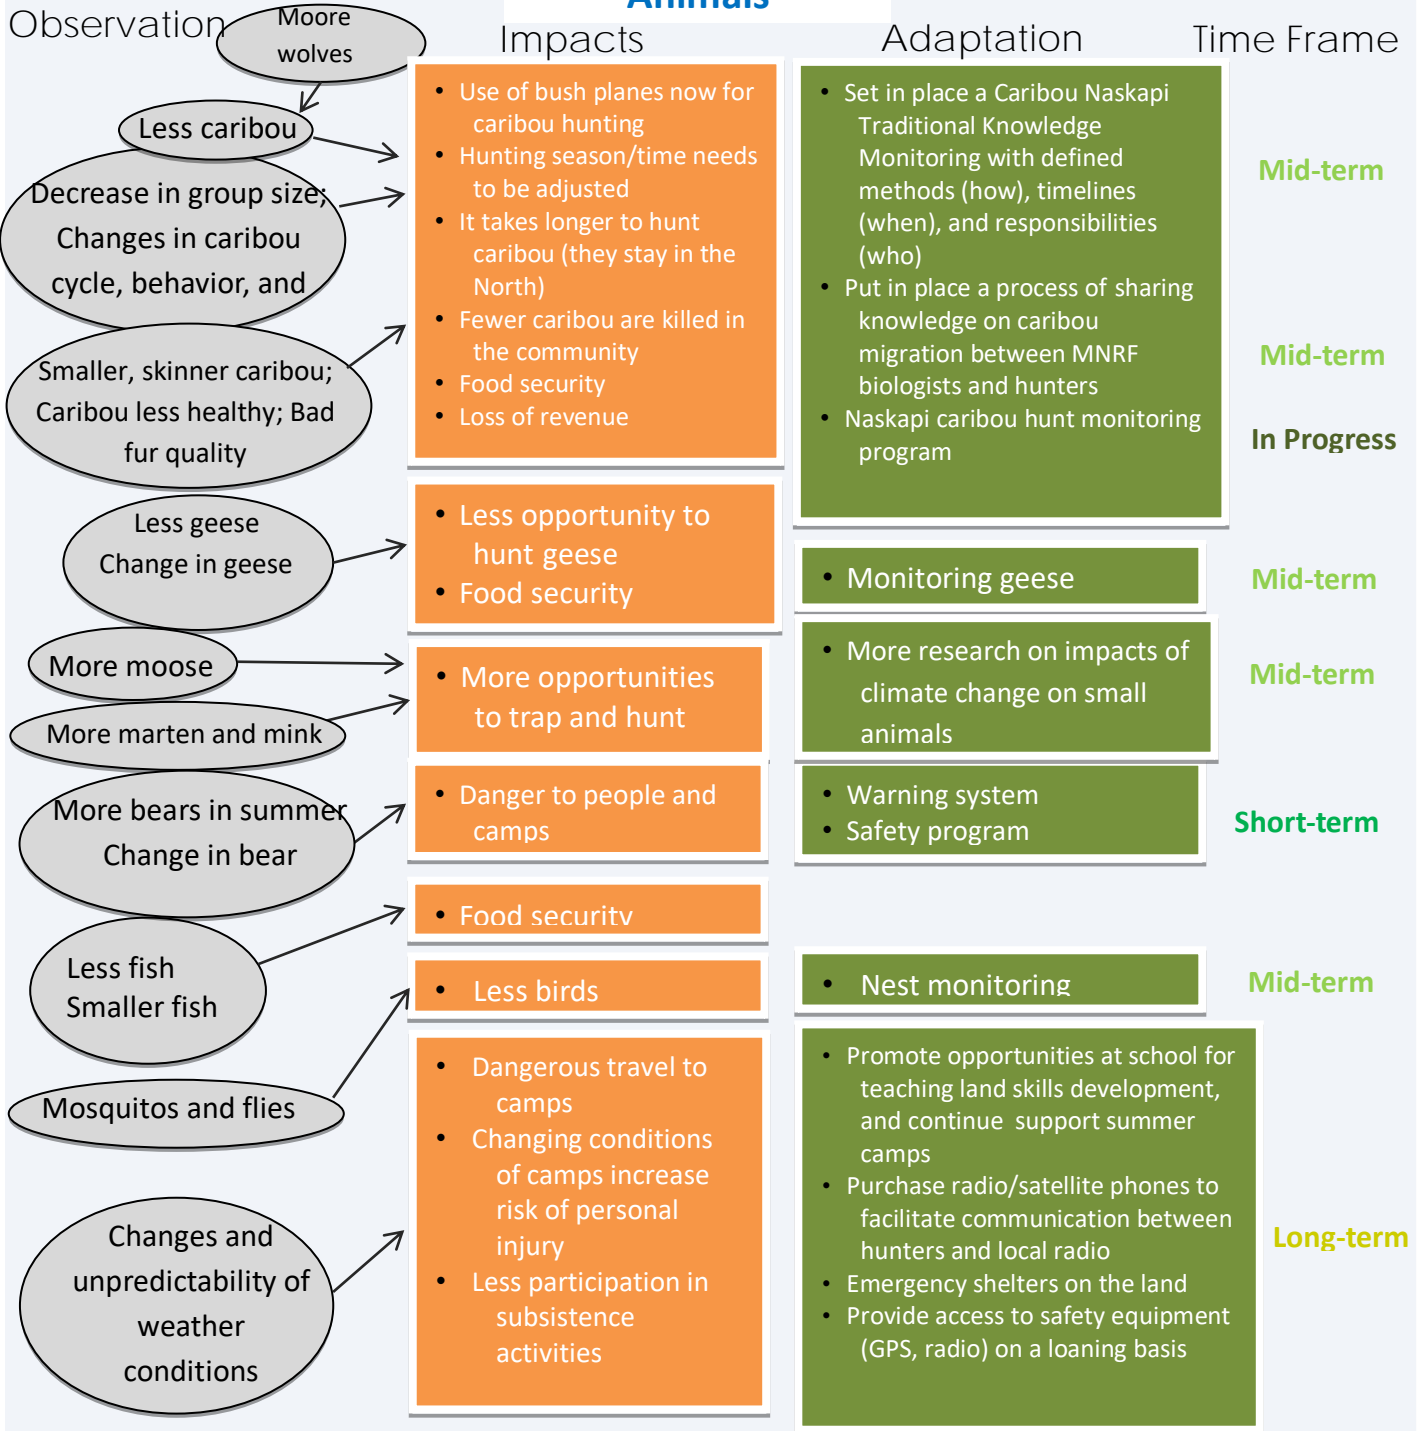 Animals
Observation
Impacts
Adaptation
Time Frame
Moore
wolves
Less caribou
Decrease in group size;
Changes in caribou
cycle, behavior, and
Smaller, skinner caribou;
Caribou less healthy; Bad
fur quality
• Use of bush planes now for
caribou hunting
• Hunting season/time needs
to be adjusted
• It takes longer to hunt
caribou (they stay in the
North)
• Fewer caribou are killed in
the community
• Food security
• Loss of revenue
• Set in place a Caribou Naskapi
Traditional Knowledge
Monitoring with defined
methods (how), timelines
(when), and responsibilities
(who)
• Put in place a process of sharing
knowledge on caribou
migration between MNRF
biologists and hunters
• Naskapi caribou hunt monitoring
program
Mid-term
Mid-term
In Progress
Less geese
Change in geese
• Less opportunity to
hunt geese
• Food security
• Monitoring geese
Mid-term
More moose
More marten and mink
• More opportunities
to trap and hunt
• More research on impacts of
climate change on small
animals
Mid-term
More bears in summer
Change in bear
• Danger to people and
camps
• Warning system
• Safety program
Short-term
Less fish
Smaller fish
• Food security
Mosquitos and flies
• Less birds
• Nest monitoring
Mid-term
Changes and
unpredictability of
weather
conditions
• Dangerous travel to
camps
• Changing conditions
of camps increase
risk of personal
injury
• Less participation in
subsistence
activities
• Promote opportunities at school for
teaching land skills development,
and continue support summer
camps
• Purchase radio/satellite phones to
facilitate communication between
hunters and local radio
• Emergency shelters on the land
• Provide access to safety equipment
(GPS, radio) on a loaning basis
Long-term